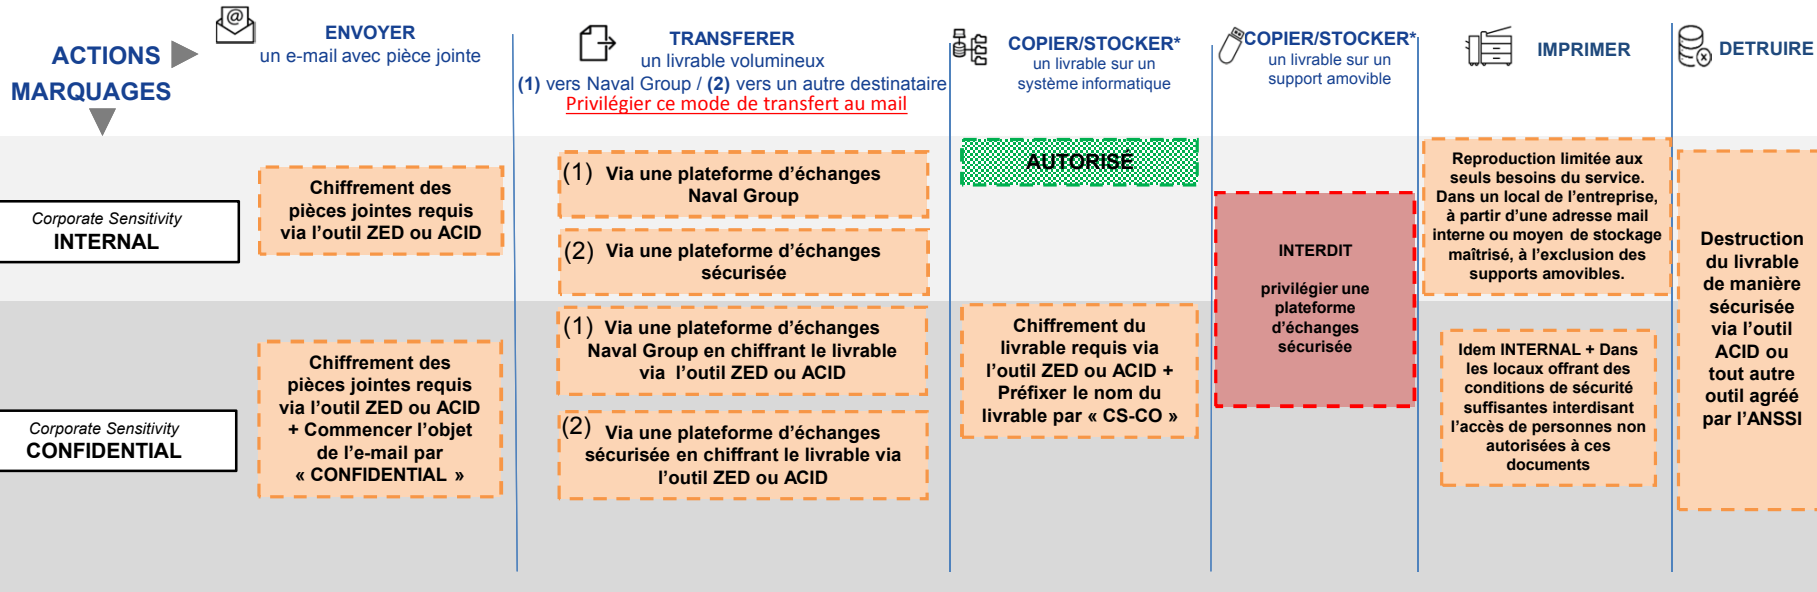 ACTIONS
MARQUAGES
ENVOYER
un e-mail avec pièce jointe
TRANSFERER
un livrable volumineux
(1) vers Naval Group / (2) vers un autre destinataire
Privilégier ce mode de transfert au mail
COPIER/STOCKER*
un livrable sur un
système informatique
COPIER/STOCKER*
un livrable sur un
support amovible
IMPRIMER
DETRUIRE
Corporate Sensitivity
INTERNAL
Chiffrement des
pièces jointes requis
via l'outil ZED ou ACID
(1) Via une plateforme d'échanges
Naval Group
(2) Via une plateforme d'échanges
sécurisée
AUTORISÉ
INTERDIT
privilégier une
plateforme
d'échanges
sécurisée
Reproduction limitée aux
seuls besoins du service.
Dans un local de l'entreprise,
à partir d'une adresse mail
interne ou moyen de stockage
maîtrisé, à l'exclusion des
supports amovibles.
Destruction
du livrable
de manière
sécurisée
via l'outil
ACID ou
tout autre
outil agréé
par l'ANSSI
Corporate Sensitivity
CONFIDENTIAL
Chiffrement des
pièces jointes requis
via l'outil ZED ou ACID
+ Commencer l'objet
de l'e-mail par
« CONFIDENTIAL »
(1) Via une plateforme d'échanges
Naval Group en chiffrant le livrable
via l'outil ZED ou ACID
(2) Via une plateforme d'échanges
sécurisée en chiffrant le livrable via
l'outil ZED ou ACID
Chiffrement du
livrable requis via
l'outil ZED ou ACID +
Préfixer le nom du
livrable par « CS-CO »
Idem INTERNAL + Dans
les locaux offrant des
conditions de sécurité
suffisantes interdisant
l'accès de personnes non
autorisées à ces
documents